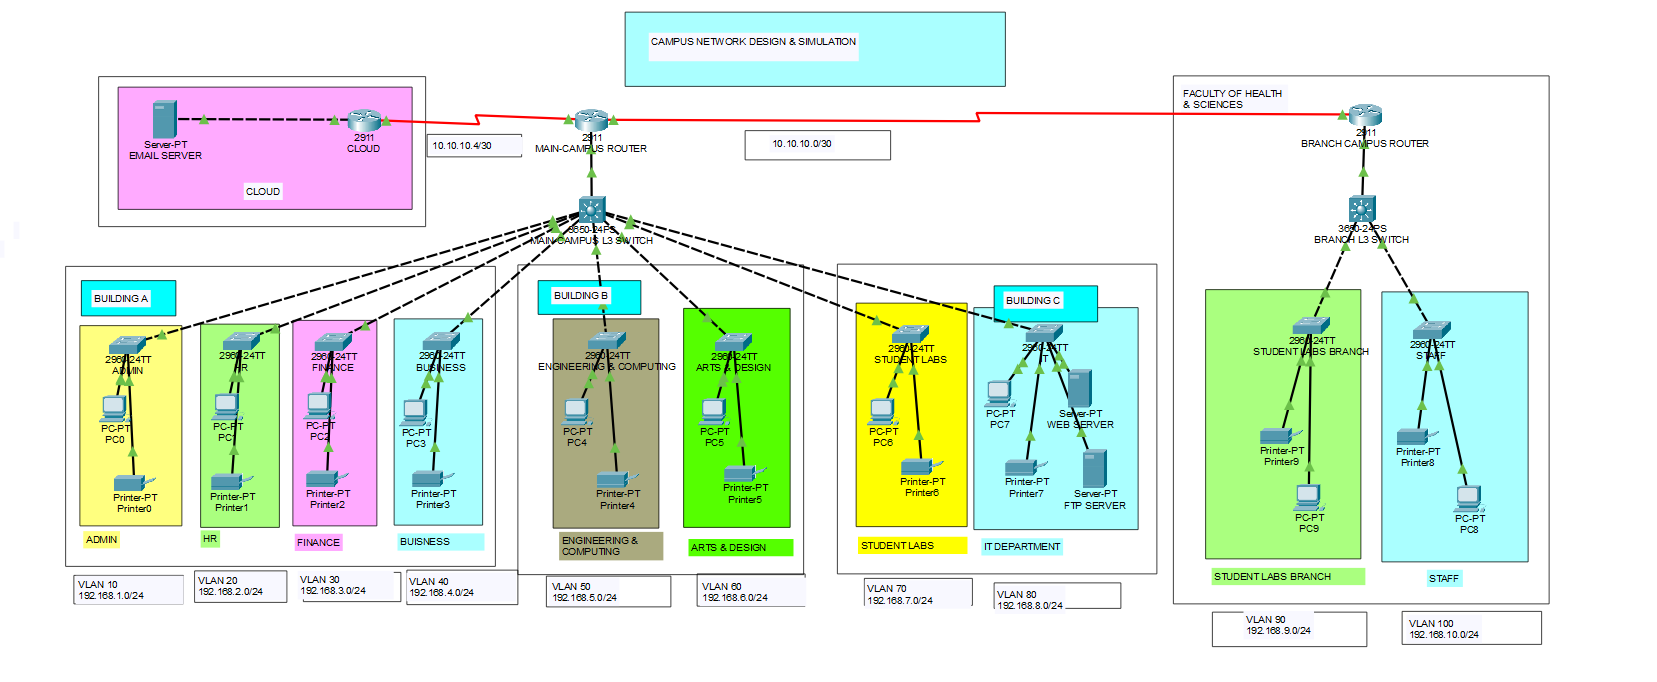 CAMPUS NETWORK DESIGN & SIMULATION
Server-PT
EMAIL SERVER
2911
CLOUD
CLOUD
10.10.10.4/30
2911
MAIN-CAMPUS ROUTER
10.10.10.0/30
FACULTY OF HEALTH
& SCIENCES
2911
BRANCH CAMPUS ROUTER
3650-24PS
MAIN-CAMPUS L3 SWITCH
3650-24PS
BRANCH L3 SWITCH
BUILDING A
2960-24TT
ADMIN
PC-PT
PC0
Printer-PT
Printer0
ADMIN
2960-24TT
HR
PC-PT
PC1
Printer-PT
Printer1
HR
2960-24TT
FINANCE
PC-PT
PC2
Printer-PT
Printer2
FINANCE
2960-24TT
BUSINESS
PC-PT
PC3
Printer-PT
Printer3
BUISNESS
VLAN 10
192.168.1.0/24
VLAN 20
192.168.2.0/24
VLAN 30
192.168.3.0/24
VLAN 40
192.168.4.0/24
BUILDING B
2960-24TT
ENGINEERING & COMPUTING
PC-PT
PC4
Printer-PT
Printer4
ENGINEERING &
COMPUTING
2960-24TT
ARTS & DESIGN
PC-PT
PC5
Printer-PT
Printer5
ARTS & DESIGN
VLAN 50
192.168.5.0/24
VLAN 60
192.168.6.0/24
BUILDING C
2960-24TT
STUDENT LABS
PC-PT
PC6
Printer-PT
Printer6
STUDENT LABS
2960-24TT
IT
PC-PT
PC7
Server-PT
WEB SERVER
Printer-PT
Printer7
Server-PT
FTP SERVER
IT DEPARTMENT
VLAN 70
192.168.7.0/24
VLAN 80
192.168.8.0/24
2960-24TT
STUDENT LABS BRANCH
Printer-PT
Printer9
PC-PT
PC9
STUDENT LABS BRANCH
2960-24TT
STAFF
Printer-PT
Printer8
PC-PT
PC8
STAFF
VLAN 90
192.168.9.0/24
VLAN 100
192.168.10.0/24